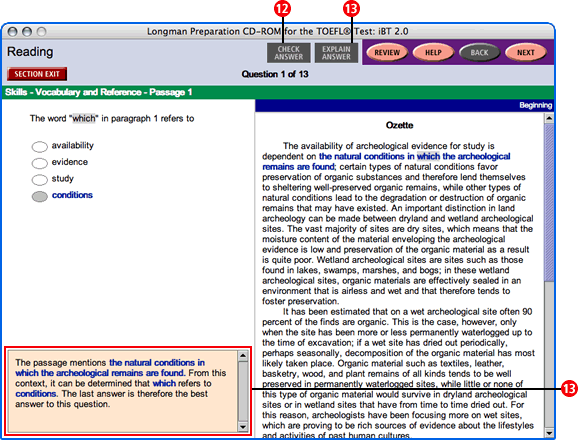 12 13
Longman Preparation CD-ROM for the TOEFL® Test: iBT 2.0
Reading
CHECK ANSWER
EXPLAIN ANSWER
REVIEW HELP BACK NEXT
SECTION EXIT
Question 1 of 13
Skills - Vocabulary and Reference - Passage 1
Beginning
The word "which" in paragraph 1 refers to
availability
evidence
study
conditions
Ozette
The availability of archeological evidence for study is
dependent on the natural conditions in which the archeological
remains are found; certain types of natural conditions favor
preservation of organic substances and therefore lend themselves
to sheltering well-preserved organic remains, while other types of
natural conditions lead to the degradation or destruction of organic
remains that may have existed. An important distinction in land
archeology can be made between dryland and wetland archeological
sites. The vast majority of sites are dry sites, which means that the
moisture content of the material enveloping the archeological
evidence is low and preservation of the organic material as a result
is quite poor. Wetland archeological sites are sites such as those
found in lakes, swamps, marshes, and bogs; in these wetland
archeological sites, organic materials are effectively sealed in an
environment that is airless and wet and that therefore tends to
foster preservation.
It has been estimated that on a wet archeological site often 90
percent of the finds are organic. This is the case, however, only
when the site has been more or less permanently waterlogged up to
the time of excavation; if a wet site has dried out periodically,
perhaps seasonally, decomposition of the organic material has most
likely taken place. Organic material such as textiles, leather,
basketry, wood, and plant remains of all kinds tends to be well
preserved in permanently waterlogged sites, while little or none of
this type of organic material would survive in dryland archeological
sites or in wetland sites that have from time to time dried out. For
this reason, archeologists have been focusing more on wet sites,
which are proving to be rich sources of evidence about the lifestyles
and activities of past human cultures.
The passage mentions the natural conditions in
which the archeological remains are found. From this
context, it can be determined that which refers to
conditions. The last answer is therefore the best
answer to this question.
13